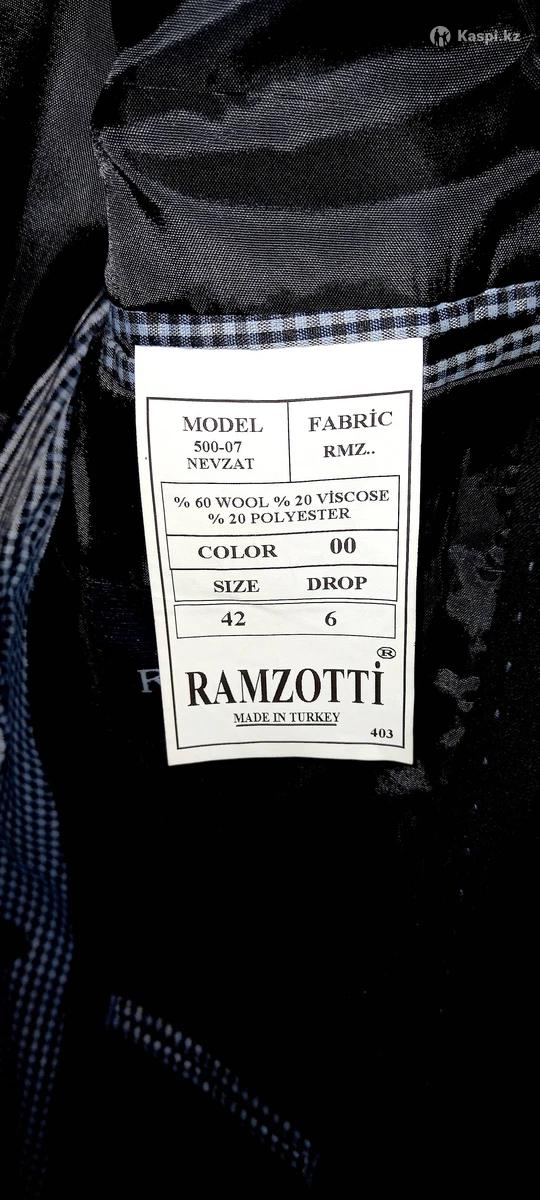 Kaspi.kz
MODEL
500-07
NEVZAT
FABRİC
RMZ..
% 60 WOOL % 20 VİSCOSE
% 20 POLYESTER
COLOR 00
SIZE DROP
42 6
RAMZOTTİ ®
MADE IN TURKEY
403
R